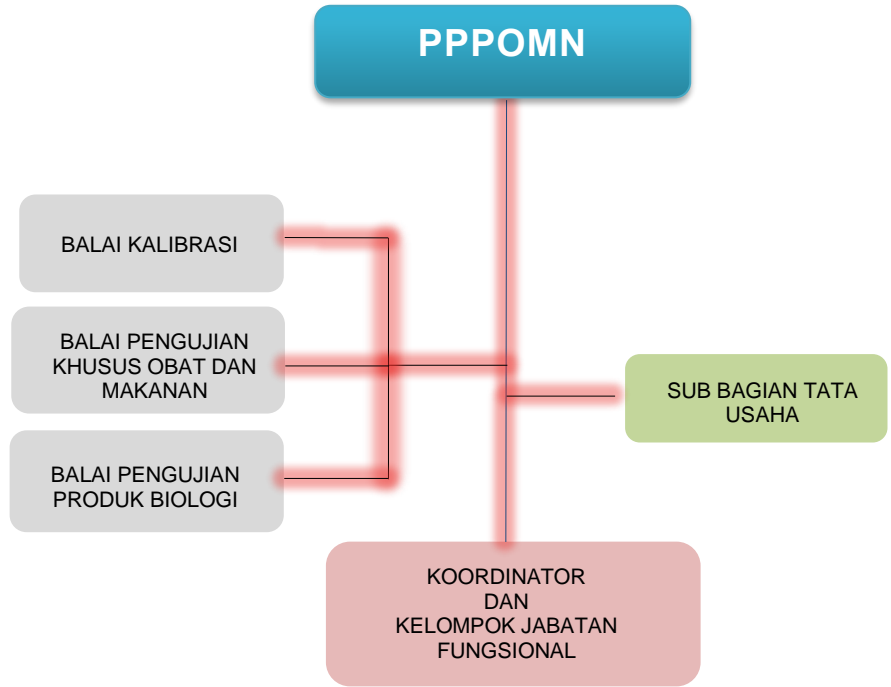 PPPOMN
BALAI KALIBRASI
BALAI PENGUJIAN
KHUSUS OBAT DAN
MAKANAN
BALAI PENGUJIAN
PRODUK BIOLOGI
SUB BAGIAN TATA
USAHA
KOORDINATOR
DAN
KELOMPOK JABATAN
FUNGSIONAL